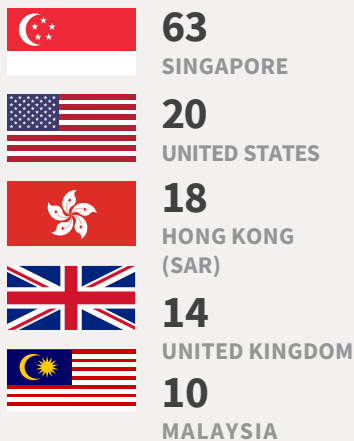 63
SINGAPORE
20
UNITED STATES
18
HONG KONG
(SAR)
14
UNITED KINGDOM
10
MALAYSIA